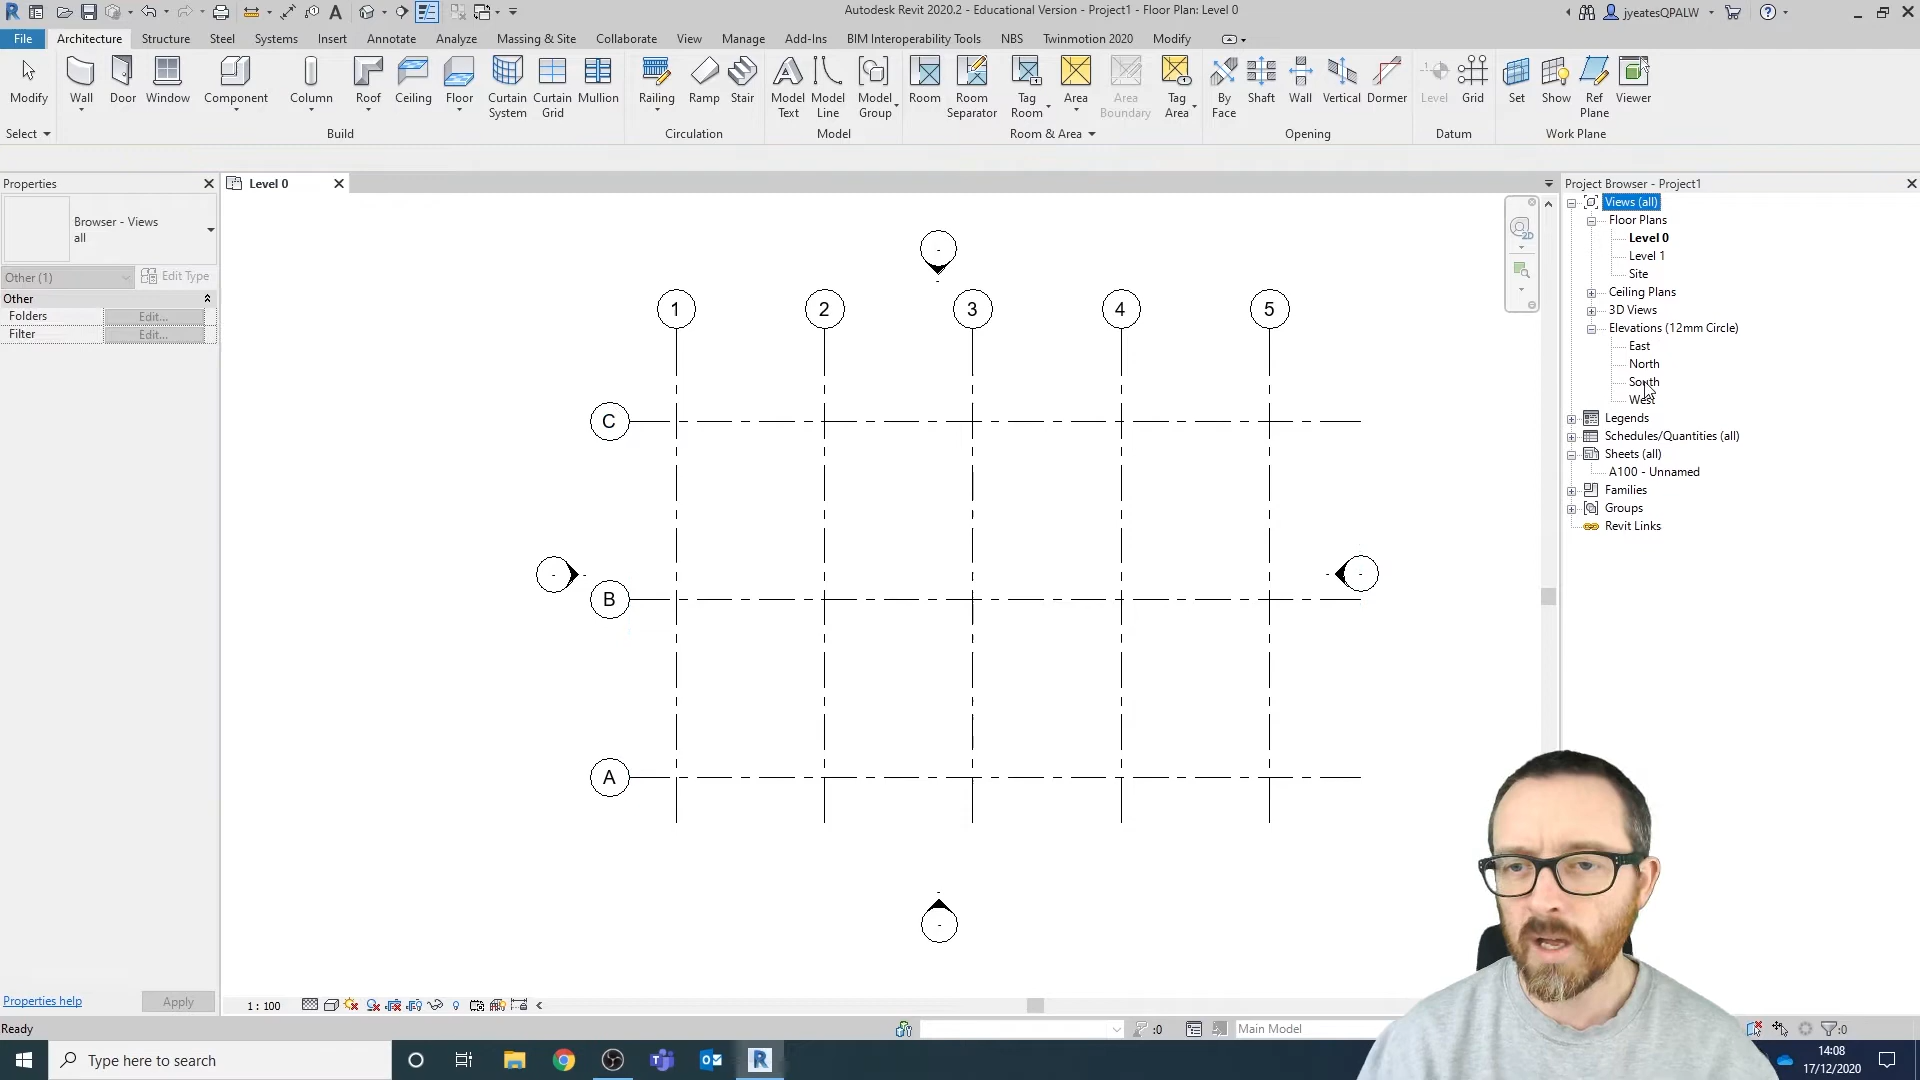 Autodesk Revit 2020.2 - Educational Version - Project1 - Floor Plan: Level 0
jyeatesQPALW
File Architecture Structure Steel Systems Insert Annotate Analyze Massing & Site Collaborate View Manage Add-Ins BIM Interoperability Tools NBS Twinmotion 2020 Modify
Modify Wall Door Window Component Column Roof Ceiling Floor Curtain System Curtain Grid Mullion Railing Ramp Stair Model Text Model Line Model Group Room Room Separator Tag Room Area Area Boundary Tag Area By Face Shaft Wall Vertical Dormer Level Grid Set Show Ref Plane Viewer
Select Build Circulation Model Room & Area Opening Datum Work Plane
Properties
Browser - Views
all
Other (1) Edit Type
Other
Folders Edit...
Filter Edit...
Properties help Apply
Level 0
1 2 3 4 5
C
B
A
2D
1 : 100
Project Browser - Project1
Views (all)
Floor Plans
Level 0
Level 1
Site
Ceiling Plans
3D Views
Elevations (12mm Circle)
East
North
South
West
Legends
Schedules/Quantities (all)
Sheets (all)
A100 - Unnamed
Families
Groups
Revit Links
Ready
:0
Main Model
:0
Type here to search
14:08
17/12/2020